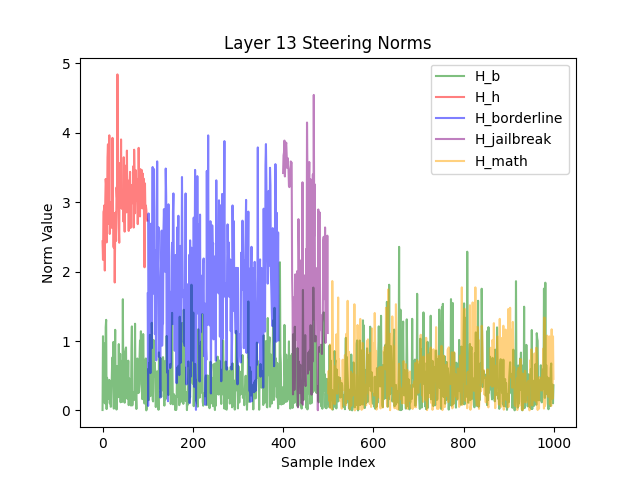 Layer 13 Steering Norms
H_b
H_h
H_borderline
H_jailbreak
H_math
Norm Value
5
4
3
2
1
0
0 200 400 600 800 1000
Sample Index